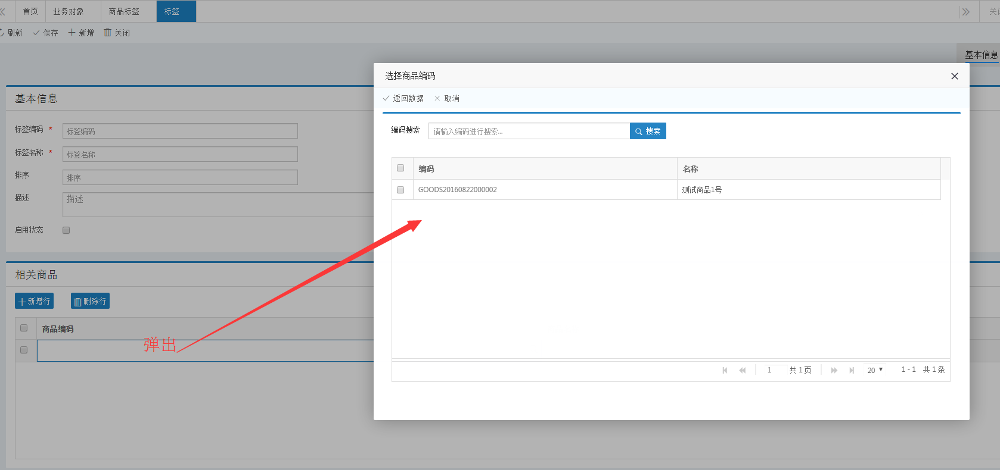 首页 业务对象 商品标签 标签
刷新 保存 新增 关闭
基本信息
选择商品编码
返回数据 取消
基本信息
标签编码 * 标签编码
标签名称 * 标签名称
排序 排序
描述 描述
启用状态
编码搜索 请输入编码进行搜索... 搜索
编码 名称
GOODS20160822000002 测试商品1号
相关商品
新增行 删除行
商品编码
弹出
1 共 1 页 20 1 - 1 共 1 条